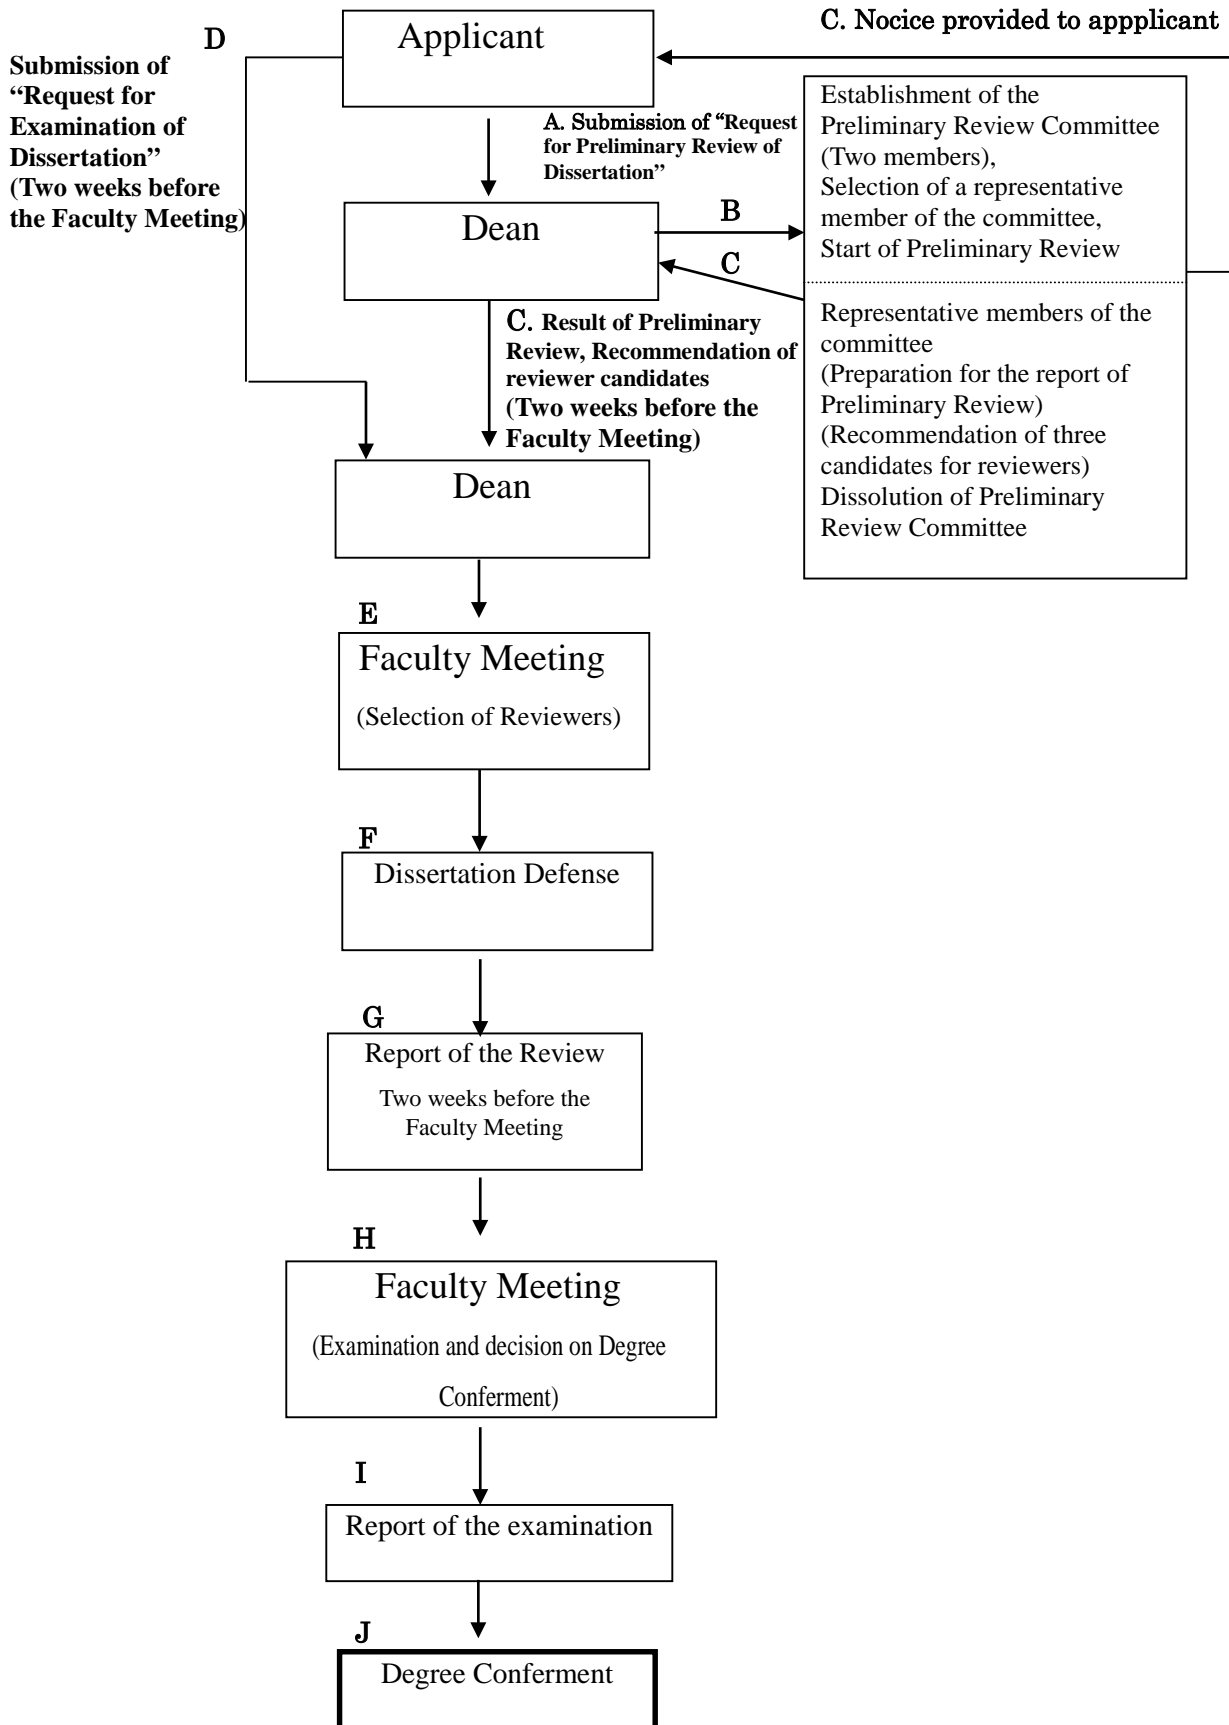 D
Submission of
“Request for
Examination of
Dissertation”
(Two weeks before
the Faculty Meeting)
Applicant
C. Nocice provided to appplicant
A. Submission of “Request
for Preliminary Review of
Dissertation”
Dean
B
C
Establishment of the
Preliminary Review Committee
(Two members),
Selection of a representative
member of the committee,
Start of Preliminary Review
Representative members of the
committee
(Preparation for the report of
Preliminary Review)
(Recommendation of three
candidates for reviewers)
Dissolution of Preliminary
Review Committee
C. Result of Preliminary
Review, Recommendation of
reviewer candidates
(Two weeks before the
Faculty Meeting)
Dean
E
Faculty Meeting
(Selection of Reviewers)
F
Dissertation Defense
G
Report of the Review
Two weeks before the
Faculty Meeting
H
Faculty Meeting
(Examination and decision on Degree
Conferment)
I
Report of the examination
J
Degree Conferment